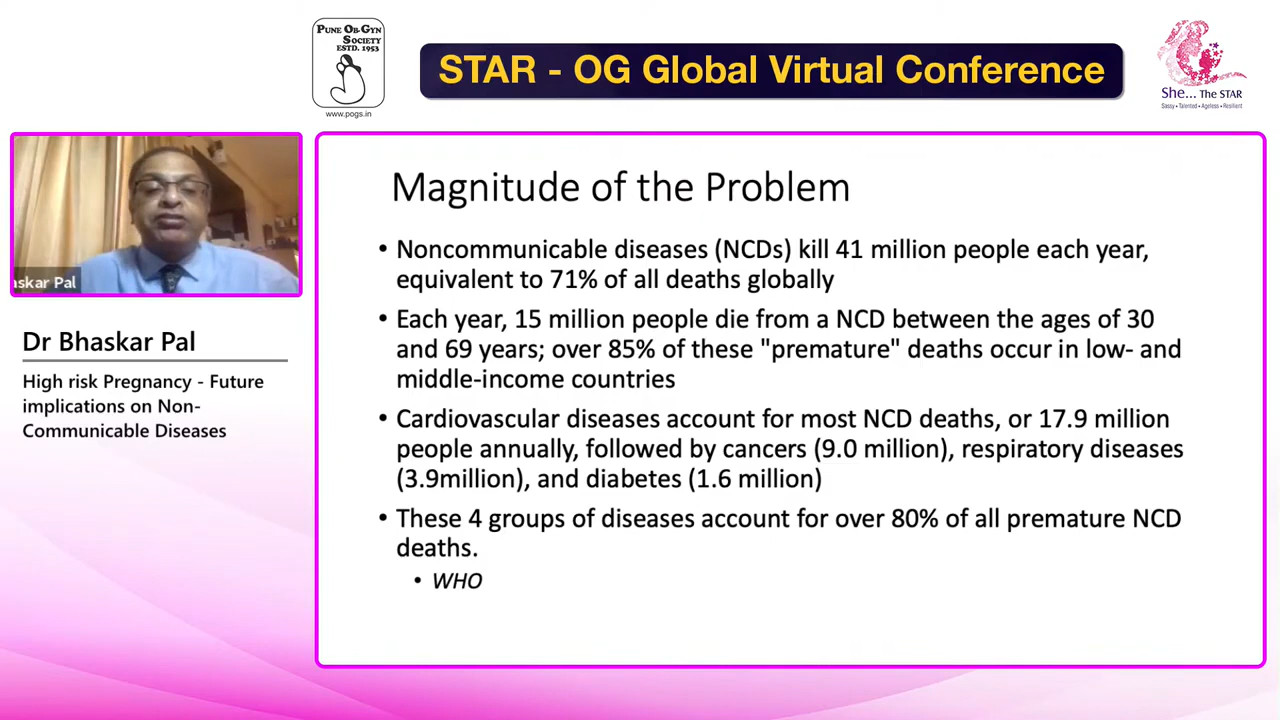 PUNE OB-GYN
SOCIETY
ESTD. 1953
www.pogs.in
STAR - OG Global Virtual Conference
She... The STAR
Sassy • Talented • Ageless • Resilient
askar Pal
Dr Bhaskar Pal
High risk Pregnancy - Future
implications on Non-
Communicable Diseases
Magnitude of the Problem
• Noncommunicable diseases (NCDs) kill 41 million people each year,
equivalent to 71% of all deaths globally
• Each year, 15 million people die from a NCD between the ages of 30
and 69 years; over 85% of these "premature" deaths occur in low- and
middle-income countries
• Cardiovascular diseases account for most NCD deaths, or 17.9 million
people annually, followed by cancers (9.0 million), respiratory diseases
(3.9million), and diabetes (1.6 million)
• These 4 groups of diseases account for over 80% of all premature NCD
deaths.
• WHO